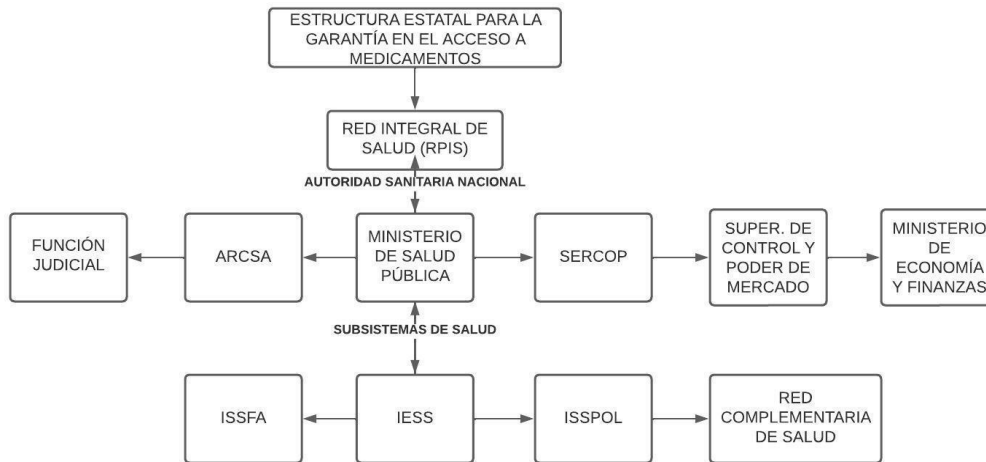 ESTRUCTURA ESTATAL PARA LA
GARANTÍA EN EL ACCESO A
MEDICAMENTOS
RED INTEGRAL DE
SALUD (RPIS)
AUTORIDAD SANITARIA NACIONAL
FUNCIÓN
JUDICIAL
ARCSA
MINISTERIO
DE SALUD
PÚBLICA
SERCOP
SUPER. DE
CONTROL Y
PODER DE
MERCADO
MINISTERIO
DE
ECONOMÍA
Y FINANZAS
SUBSISTEMAS DE SALUD
ISSFA
IESS
ISSPOL
RED
COMPLEMENTARIA
DE SALUD